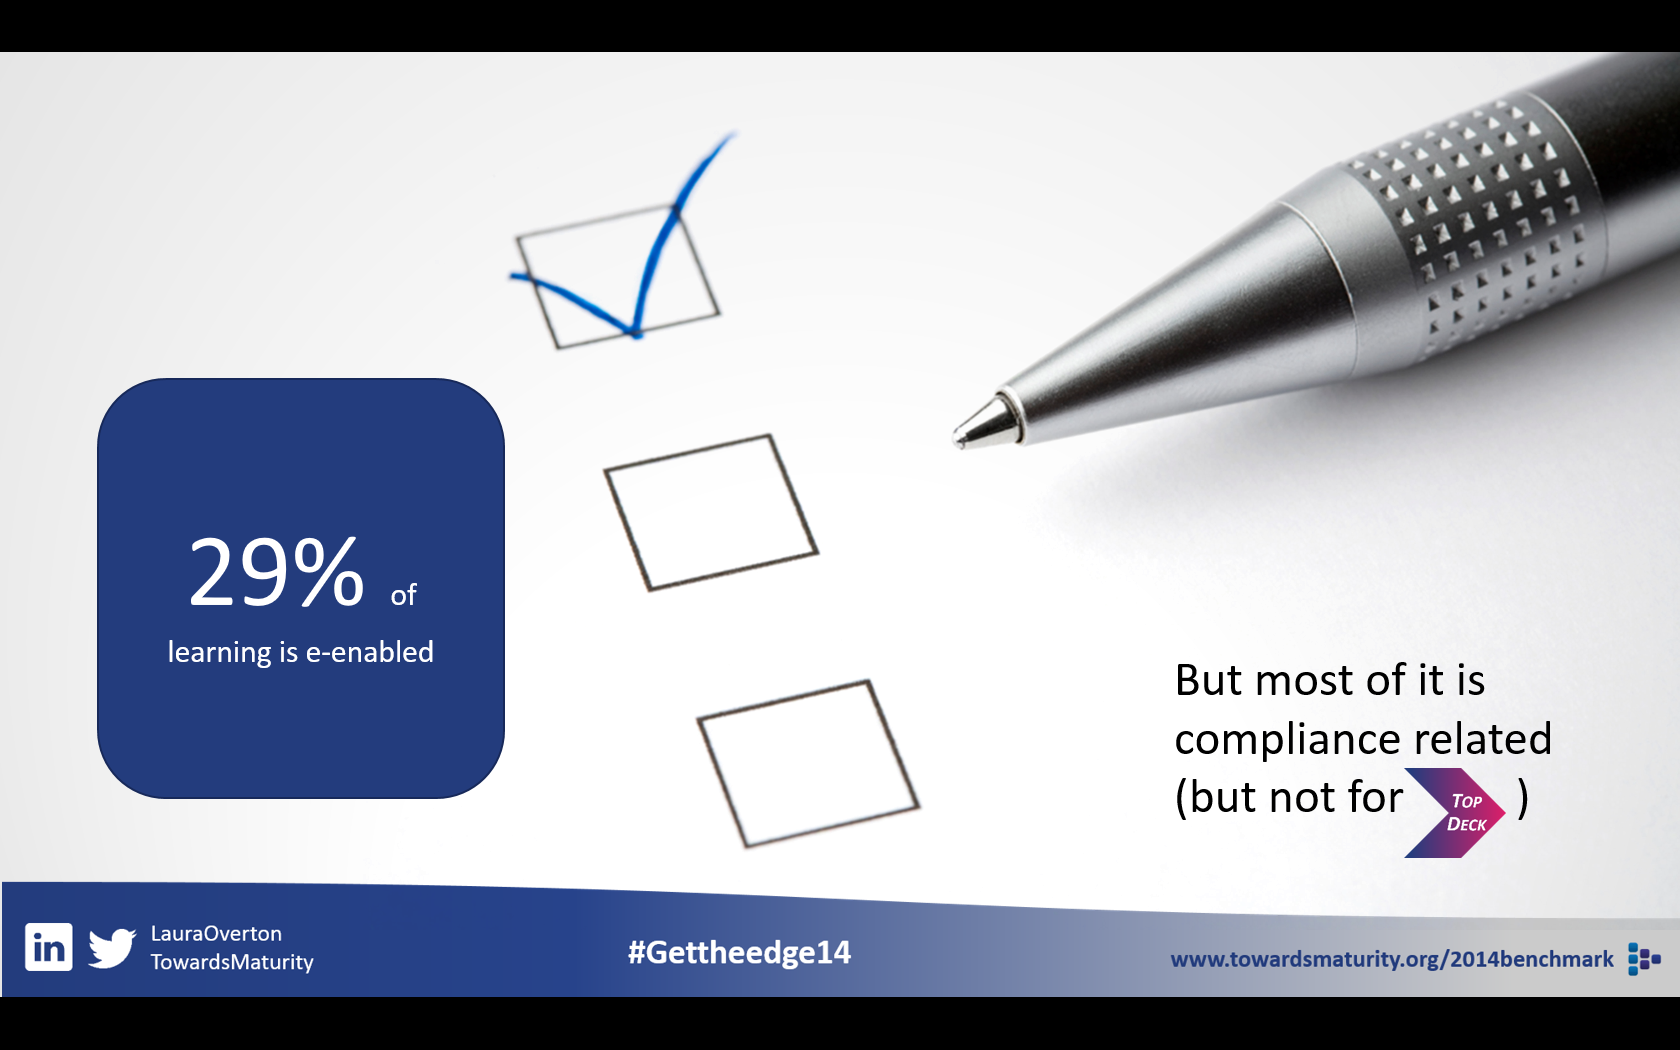 29% of
learning is e-enabled
But most of it is
compliance related
(but not for TOP DECK )
in
LauraOverton
TowardsMaturity
#Gettheedge14
www.towardsmaturity.org/2014benchmark